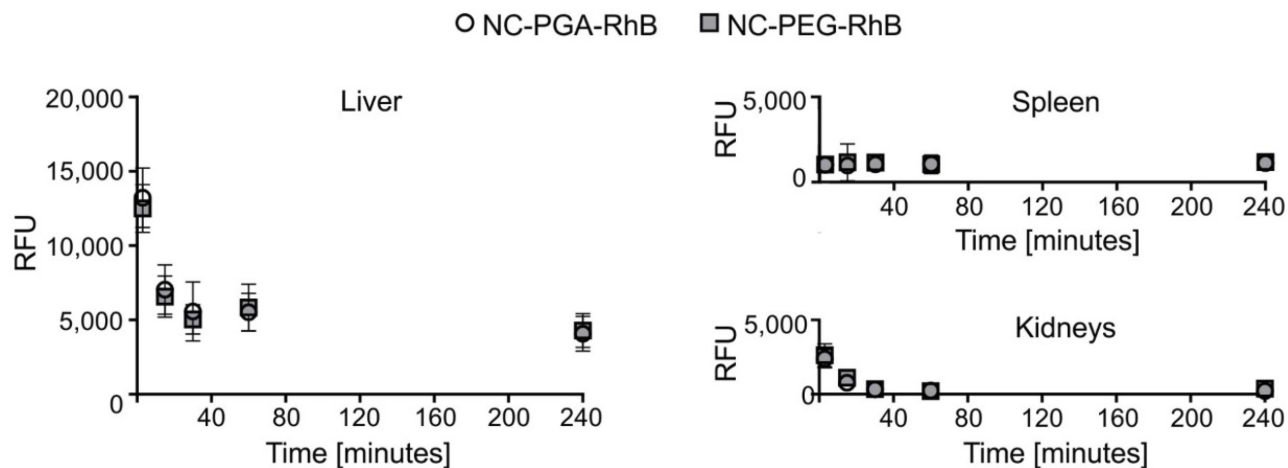 NC-PGA-RhB NC-PEG-RhB
Liver
20,000
15,000
10,000
5,000
0
RFU
40 80 120 160 200 240
Time [minutes]
Spleen
5,000
0
RFU
40 80 120 160 200 240
Time [minutes]
Kidneys
5,000
0
RFU
40 80 120 160 200 240
Time [minutes]